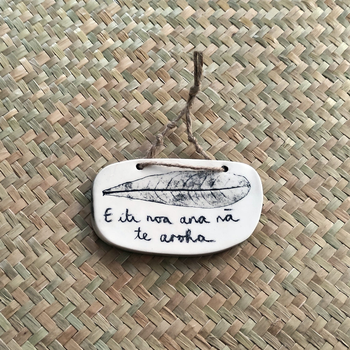 E iti noa ana nā
te aroha